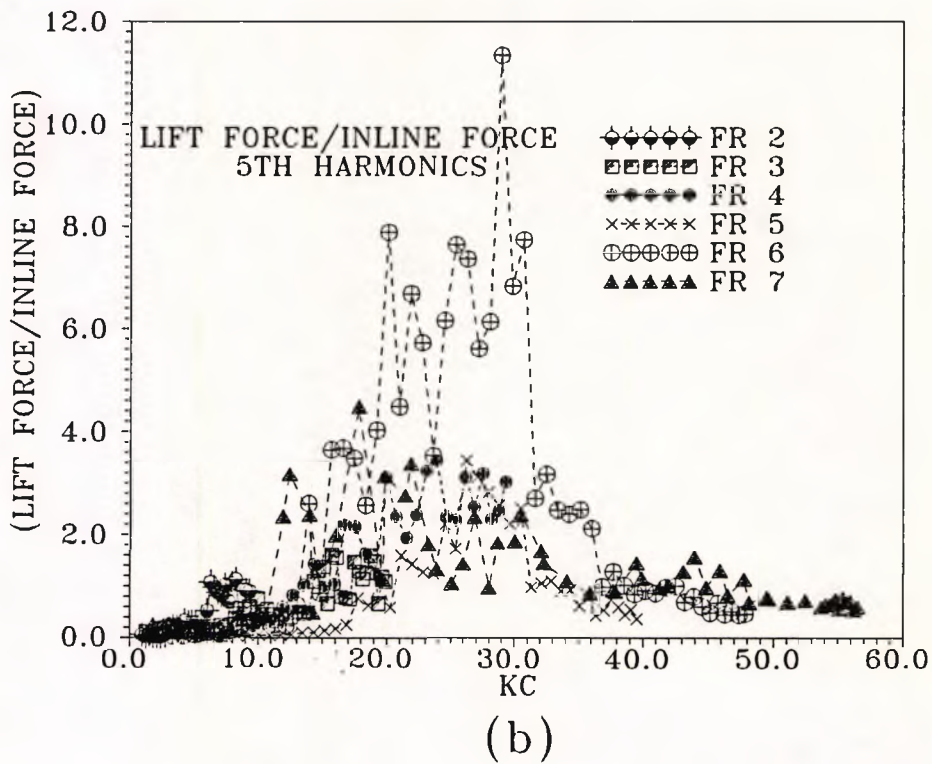 12.0
10.0
8.0
6.0
4.0
2.0
0.0
(LIFT FORCE/INLINE FORCE)
LIFT FORCE/INLINE FORCE
5TH HARMONICS
FR 2
FR 3
FR 4
FR 5
FR 6
FR 7
0.0 10.0 20.0 30.0 40.0 50.0 60.0
KC
(b)